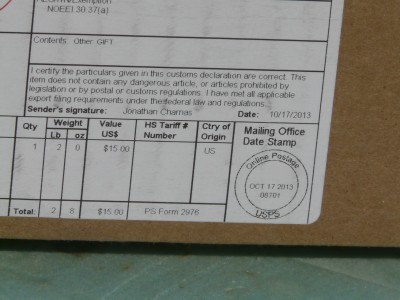 NOEEI 30 37(a)
Contents: Other: GIFT
I certify the particulars given in this customs declaration are correct. This
item does not contain any dangerous article, or articles prohibited by
legislation or by postal or customs regulations. I have met all applicable
export filing requirements under the federal law and regulations.
Sender's signature: Jonathan Charnas Date: 10/17/2013
Qty Weight Lb oz Value US$ HS Tariff # Number Ctry of Origin
Mailing Office
Date Stamp
1 2 0 $15.00 US
Online Postage
OCT 17 2013
08701
USPS
Total: 2 8 $15.00 PS Form 2976